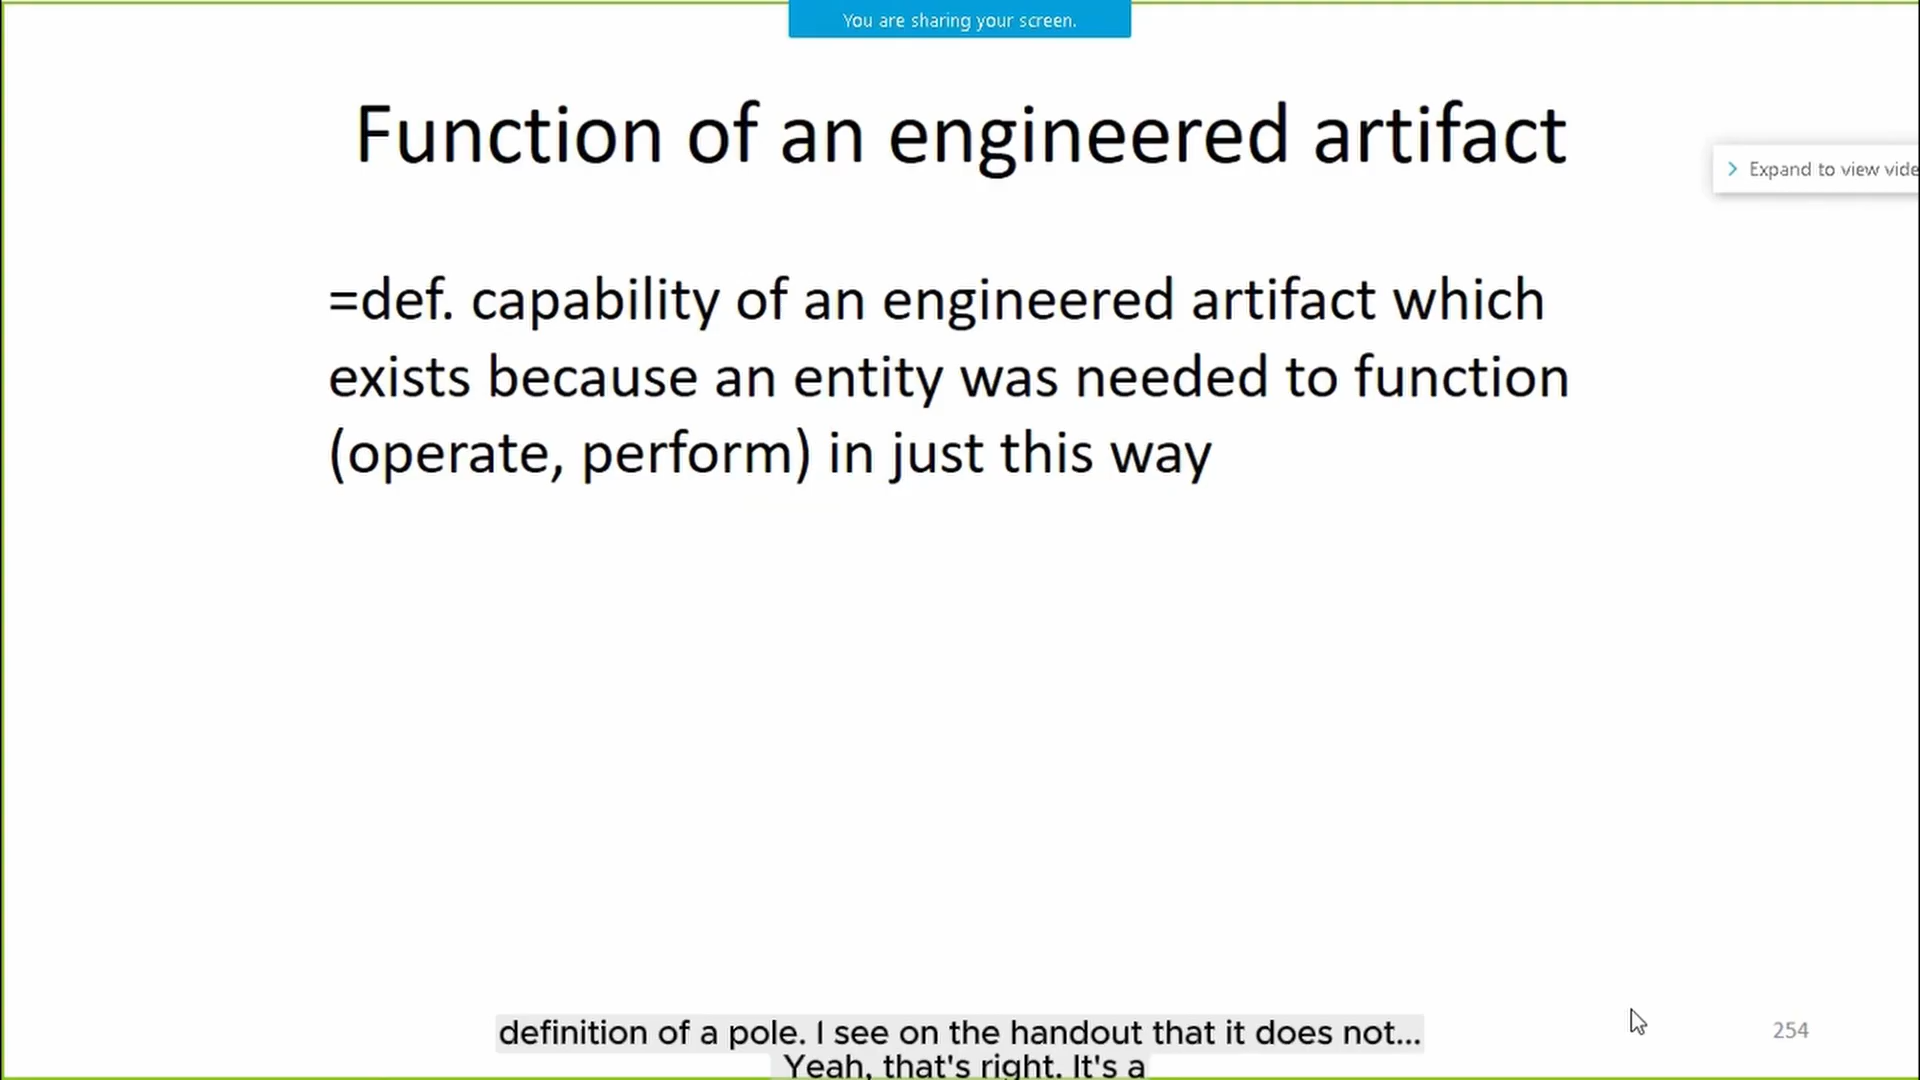 You are sharing your screen.
Function of an engineered artifact
Expand to view vide
=def. capability of an engineered artifact which
exists because an entity was needed to function
(operate, perform) in just this way
definition of a pole. I see on the handout that it does not...
Yeah, that's right. It's a
254